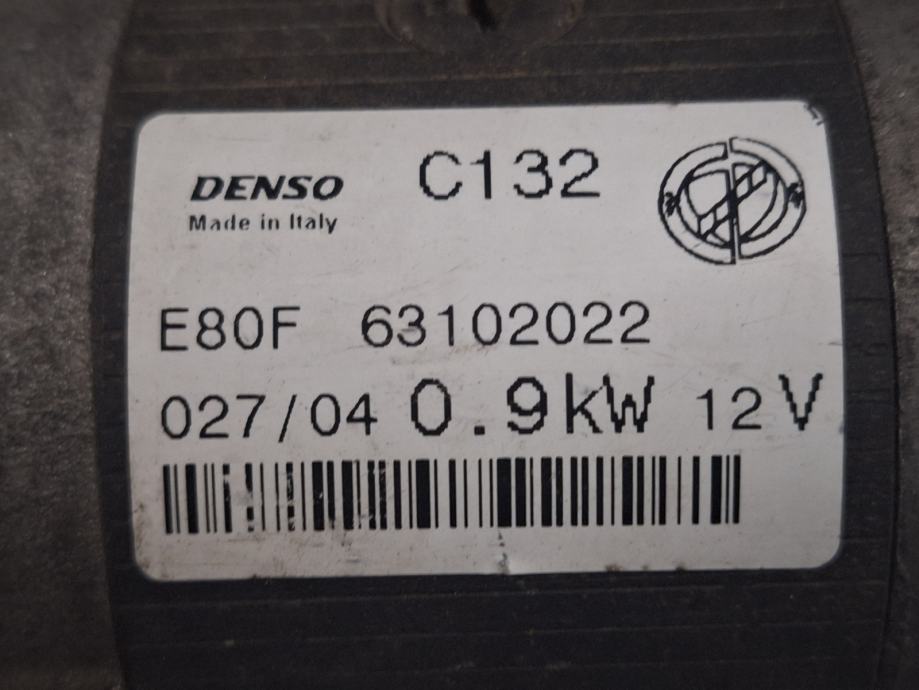 DENSO C132
Made in Italy
E80F 63102022
027/04 0.9kW 12V